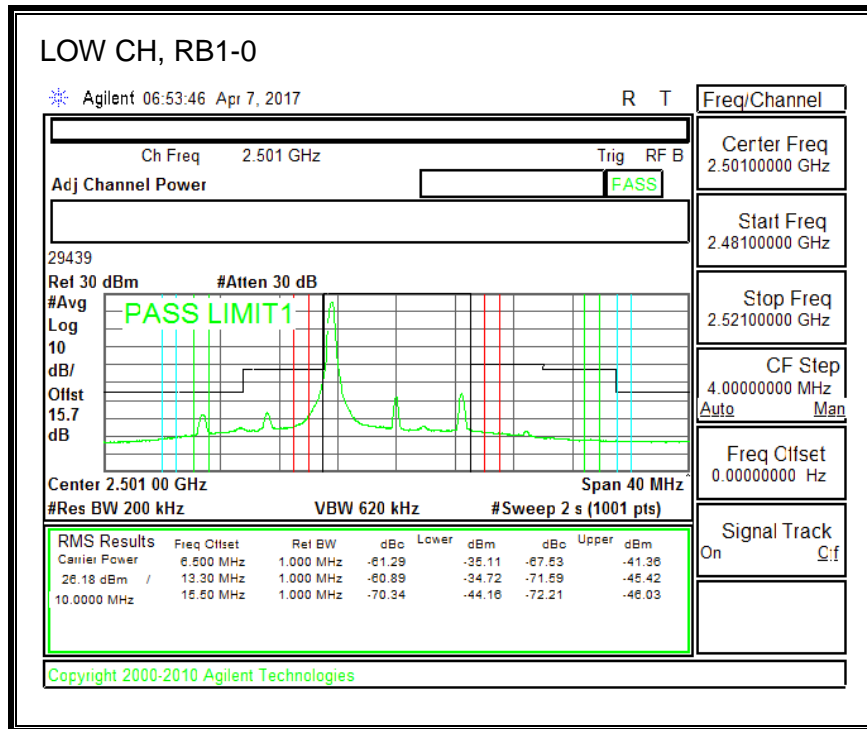 LOW CH, RB1-0
Agilent 06:53:46 Apr 7, 2017 R T
Freq/Channel
Ch Freq 2.501 GHz Trig RF B
Adj Channel Power PASS
Center Freq
2.50100000 GHz
Start Freq
2.48100000 GHz
Stop Freq
2.52100000 GHz
CF Step
4.00000000 MHz
Auto Man
Freq Offset
0.00000000 Hz
Signal Track
On Off
29439
Ref 30 dBm #Atten 30 dB
#Avg
Log
10
dB/
Offst
15.7
dB
PASS LIMIT1
Center 2.501 00 GHz Span 40 MHz
#Res BW 200 kHz VBW 620 kHz #Sweep 2 s (1001 pts)
RMS Results Freq Offset Ref BW dBc Lower dBm dBc Upper dBm
Carrier Power 6.500 MHz 1.000 MHz -61.29 -35.11 -67.53 -41.36
26.18 dBm / 13.30 MHz 1.000 MHz -60.89 -34.72 -71.59 -45.42
10.0000 MHz 15.50 MHz 1.000 MHz -70.34 -44.16 -72.21 -46.03
Copyright 2000-2010 Agilent Technologies